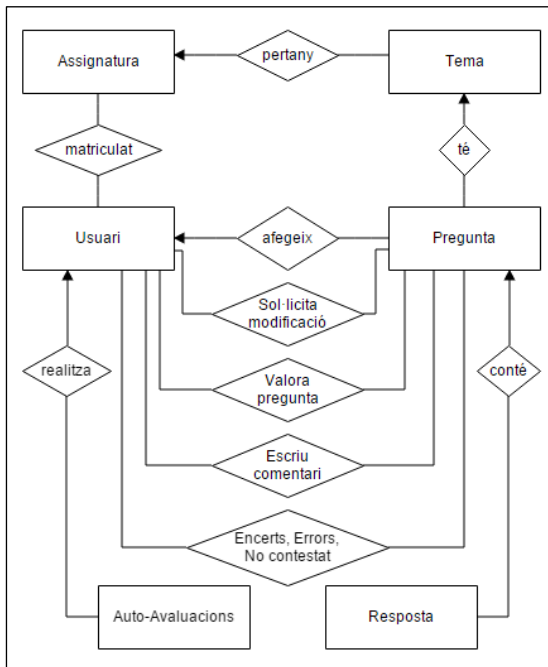 pertany
Assignatura
Tema
matriculat
té
Usuari
afegeix
Pregunta
Sol·licita
modificació
realitza
Valora
pregunta
conté
Escriu
comentari
Encerts, Errors,
No contestat
Auto-Avaluacions
Resposta